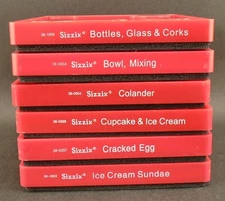 Sizzix® Bottles, Glass & Corks
Sizzix® Bowl, Mixing
Sizzix® Colander
Sizzix® Cupcake & Ice Cream
Sizzix® Cracked Egg
Sizzix® Ice Cream Sundae